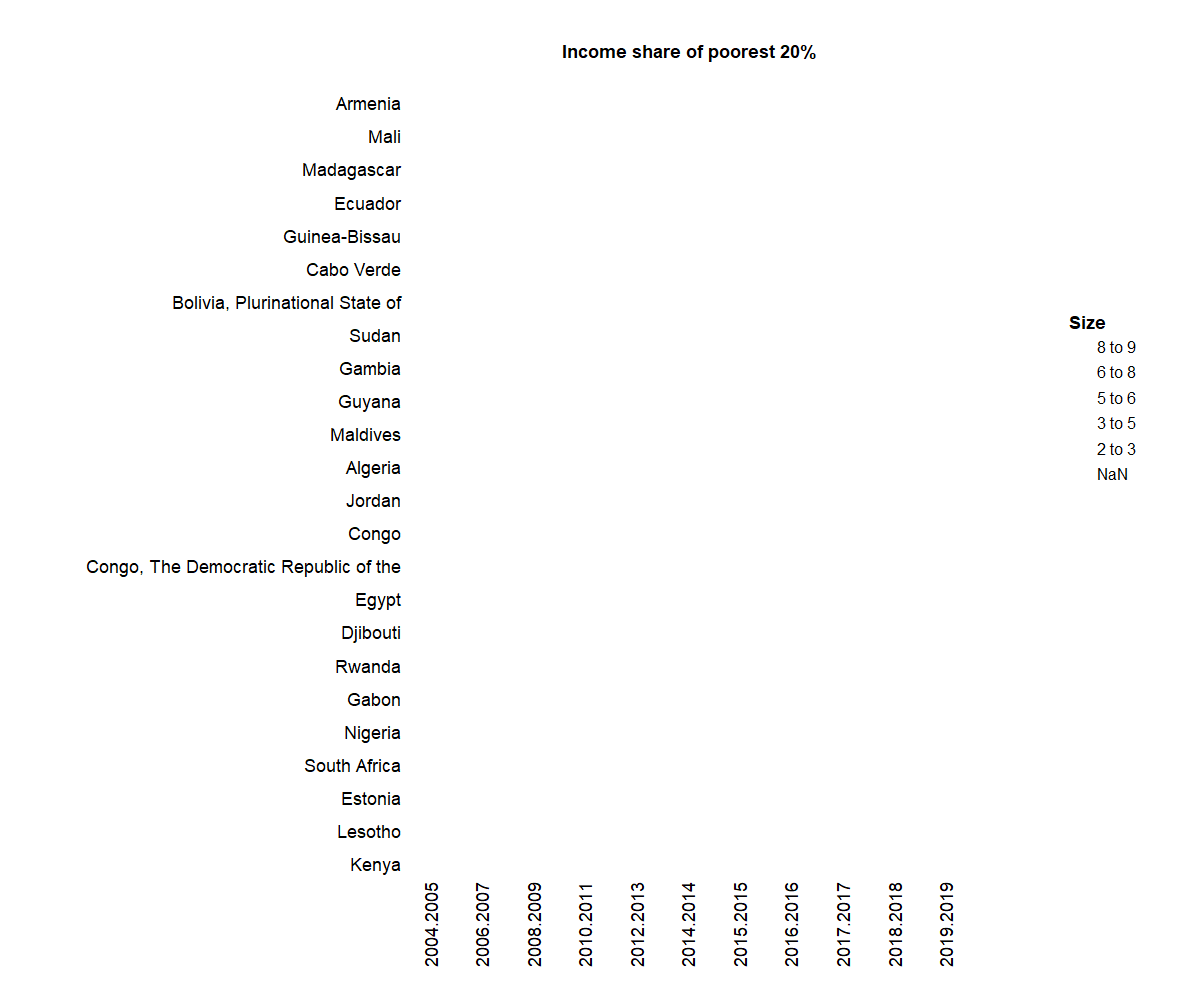 Income share of poorest 20%
Armenia
Mali
Madagascar
Ecuador
Guinea-Bissau
Cabo Verde
Bolivia, Plurinational State of
Sudan
Gambia
Guyana
Maldives
Algeria
Jordan
Congo
Congo, The Democratic Republic of the
Egypt
Djibouti
Rwanda
Gabon
Nigeria
South Africa
Estonia
Lesotho
Kenya
2004.2005
2006.2007
2008.2009
2010.2011
2012.2013
2014.2014
2015.2015
2016.2016
2017.2017
2018.2018
2019.2019
Size
8 to 9
6 to 8
5 to 6
3 to 5
2 to 3
NaN